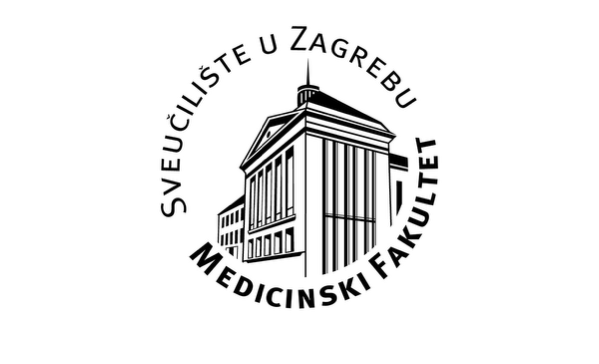 SVEUČILIŠTE U ZAGREBU
MEDICINSKI FAKULTET